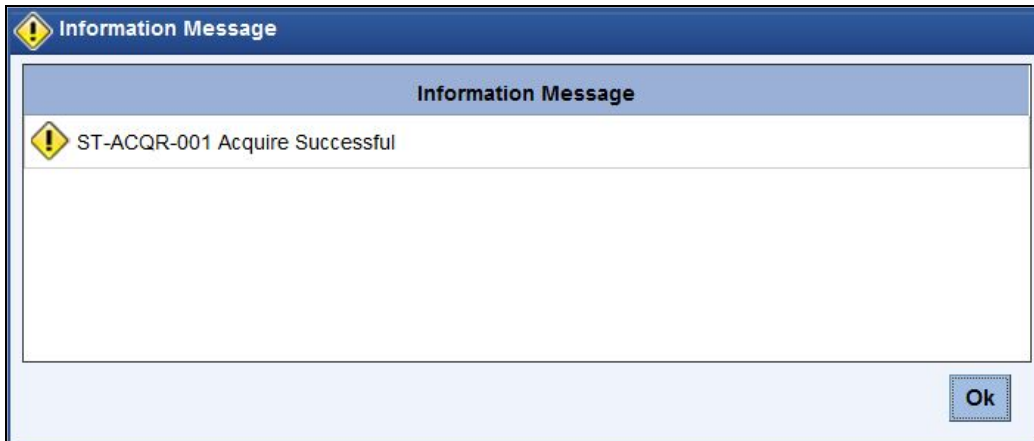 Information Message
Information Message
ST-ACQR-001 Acquire Successful
Ok